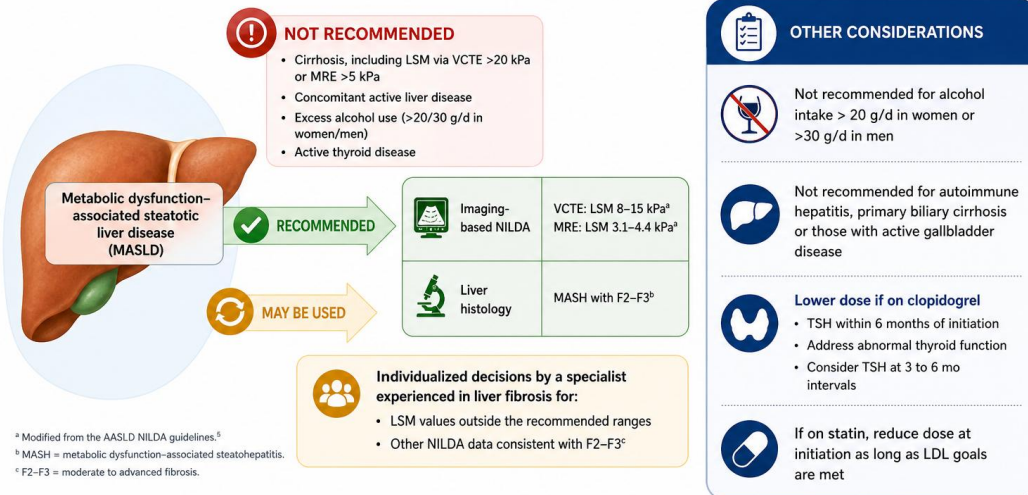 NOT RECOMMENDED
• Cirrhosis, including LSM via VCTE >20 kPa
or MRE >5 kPa
• Concomitant active liver disease
• Excess alcohol use (>20/30 g/d in
women/men)
• Active thyroid disease
Metabolic dysfunction–
associated steatotic
liver disease
(MASLD)
RECOMMENDED
Imaging-
based NILDA
VCTE: LSM 8–15 kPaᵃ
MRE: LSM 3.1–4.4 kPaᵃ
Liver
histology
MASH with F2–F3ᵇ
MAY BE USED
Individualized decisions by a specialist
experienced in liver fibrosis for:
• LSM values outside the recommended ranges
• Other NILDA data consistent with F2–F3ᶜ
ᵃ Modified from the AASLD NILDA guidelines.⁵
ᵇ MASH = metabolic dysfunction–associated steatohepatitis.
ᶜ F2–F3 = moderate to advanced fibrosis.
OTHER CONSIDERATIONS
Not recommended for alcohol
intake > 20 g/d in women or
>30 g/d in men
Not recommended for autoimmune
hepatitis, primary biliary cirrhosis
or those with active gallbladder
disease
Lower dose if on clopidogrel
• TSH within 6 months of initiation
• Address abnormal thyroid function
• Consider TSH at 3 to 6 mo
intervals
If on statin, reduce dose at
initiation as long as LDL goals
are met